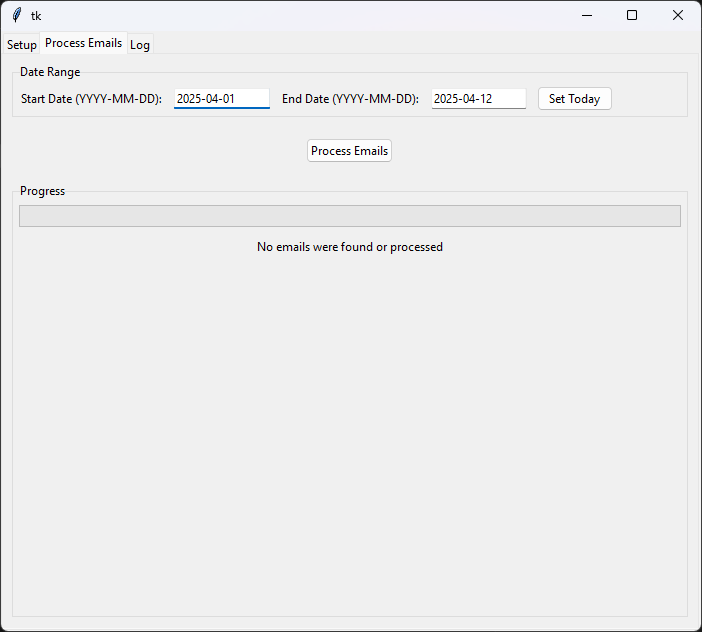 tk
Setup Process Emails Log
Date Range
Start Date (YYYY-MM-DD): 2025-04-01 End Date (YYYY-MM-DD): 2025-04-12 Set Today
Process Emails
Progress
No emails were found or processed